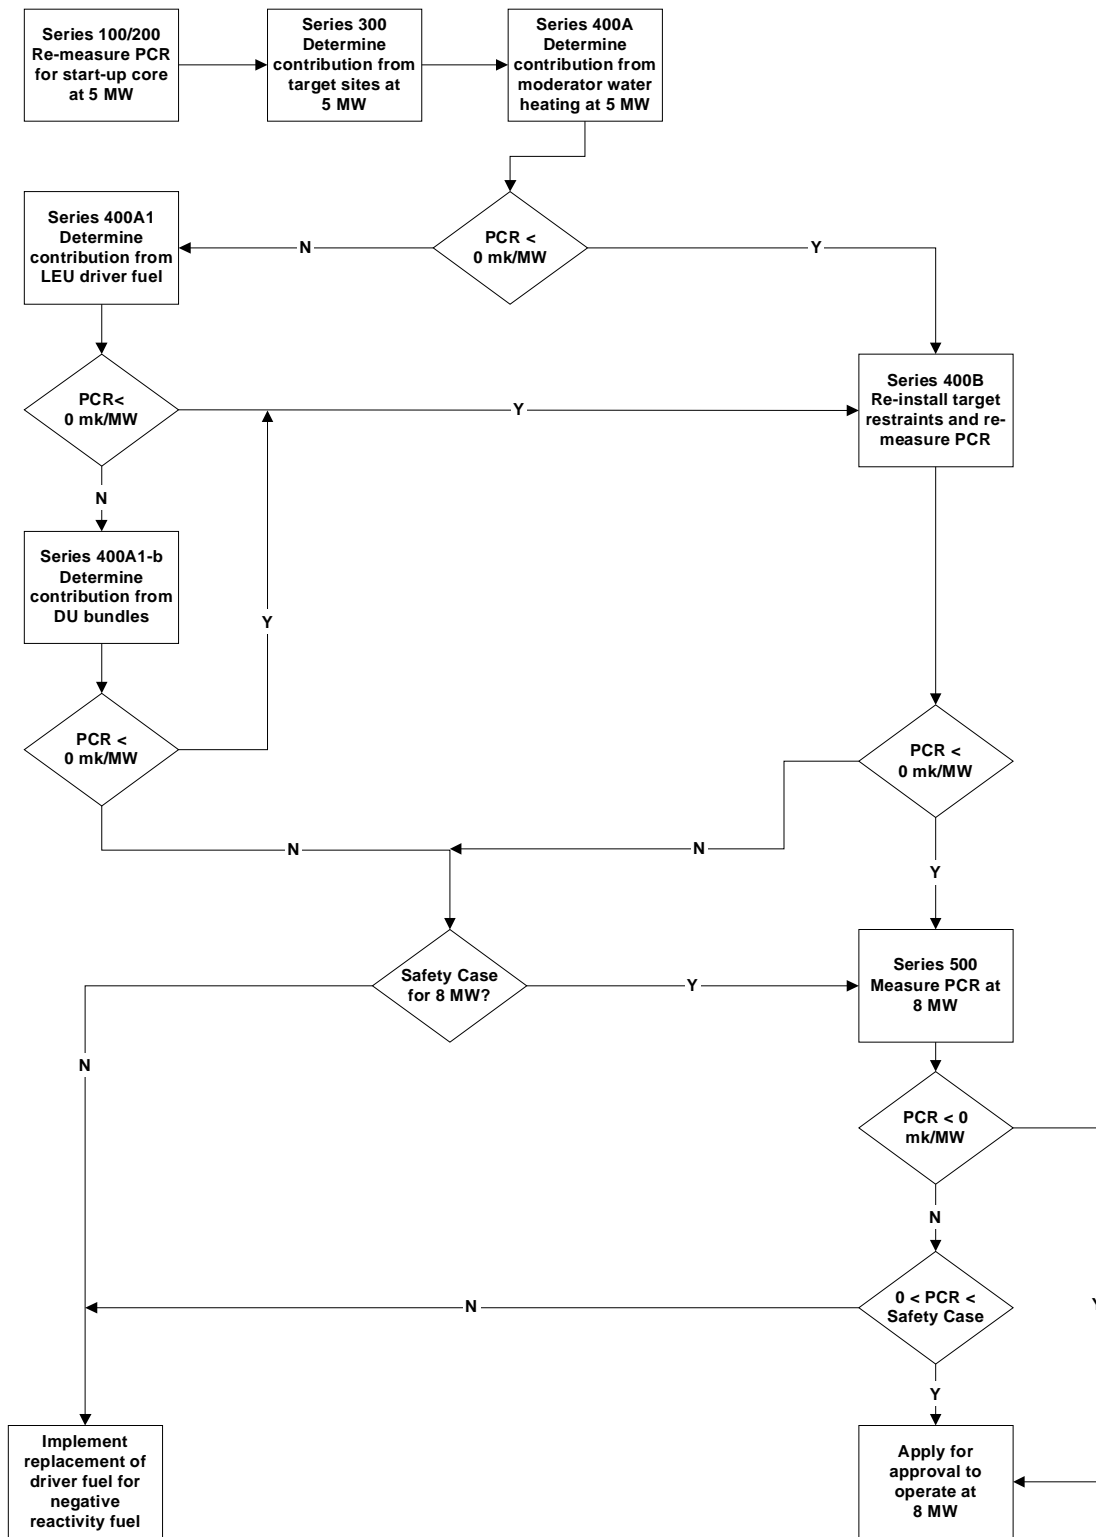 Series 100/200
Re-measure PCR
for start-up core
at 5 MW
Series 300
Determine
contribution from
target sites at
5 MW
Series 400A
Determine
contribution from
moderator water
heating at 5 MW
PCR <
0 mk/MW
N
Y
Series 400A1
Determine
contribution from
LEU driver fuel
PCR<
0 mk/MW
Y
Series 400B
Re-install target
restraints and re-
measure PCR
N
Series 400A1-b
Determine
contribution from
DU bundles
Y
PCR <
0 mk/MW
PCR <
0 mk/MW
N
N
Y
Safety Case
for 8 MW?
Y
Series 500
Measure PCR at
8 MW
N
PCR < 0
mk/MW
N
0 < PCR <
Safety Case
N
Y
Y
Implement
replacement of
driver fuel for
negative
reactivity fuel
Apply for
approval to
operate at
8 MW